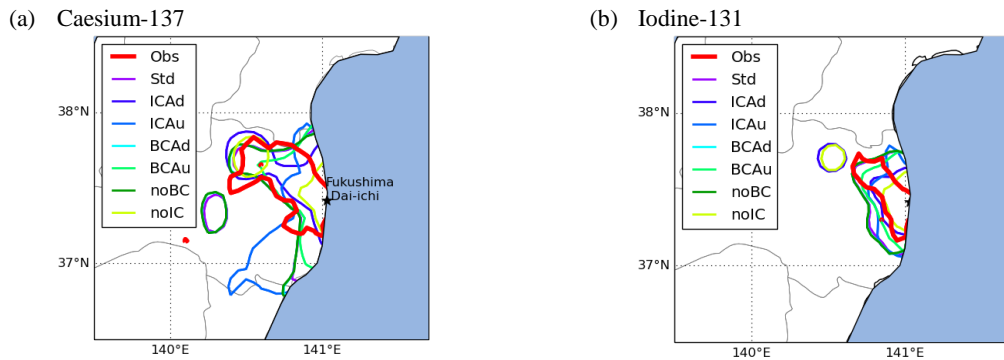 (a) Caesium-137
Obs
Std
ICAd
ICAu
BCAd
BCAu
noBC
noIC
38°N
37°N
140°E
141°E
Fukushima
Dai-ichi
(b) Iodine-131
Obs
Std
ICAd
ICAu
BCAd
BCAu
noBC
noIC
38°N
37°N
140°E
141°E